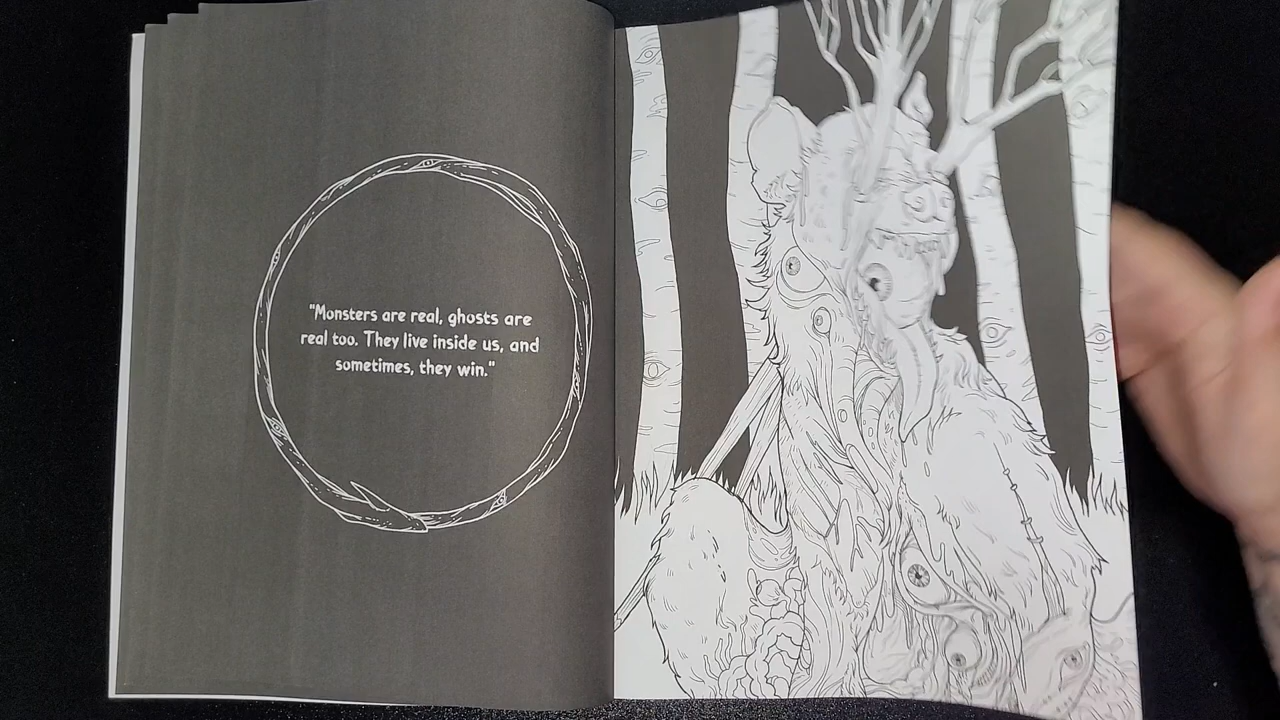 "Monsters are real, ghosts are
real too. They live inside us, and
sometimes, they win."